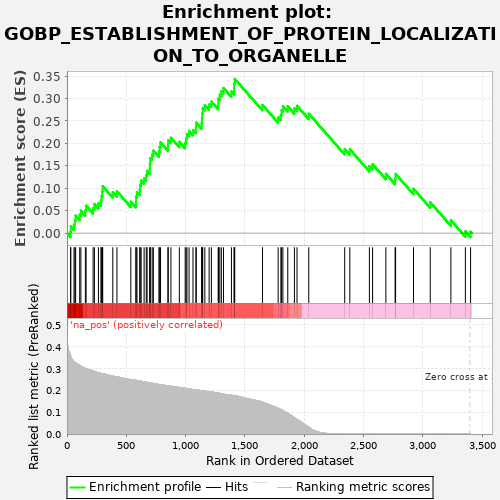 Enrichment plot:
GOBP_ESTABLISHMENT_OF_PROTEIN_LOCALIZATI
ON_TO_ORGANELLE
Enrichment score (ES)
0.35
0.30
0.25
0.20
0.15
0.10
0.05
0.00
'na_pos' (positively correlated)
Ranked list metric (PreRanked)
0.5
0.4
0.3
0.2
0.1
0.0
Zero cross at
0
500
1,000
1,500
2,000
2,500
3,000
3,500
Rank in Ordered Dataset
Enrichment profile
Hits
Ranking metric scores